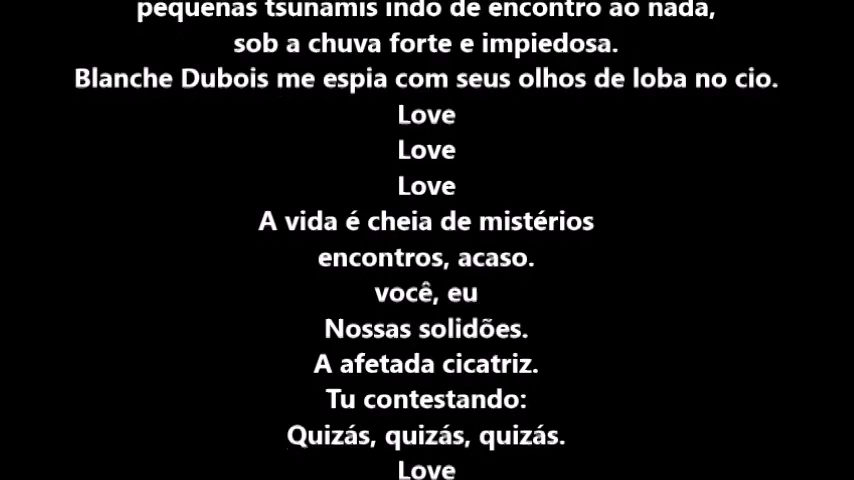 pequenas tsunamis indo de encontro ao nada,
sob a chuva forte e impiedosa.
Blanche Dubois me espia com seus olhos de loba no cio.
Love
Love
Love
A vida é cheia de mistérios
encontros, acaso.
você, eu
Nossas solidões.
A afetada cicatriz.
Tu contestando:
Quizás, quizás, quizás.
Love